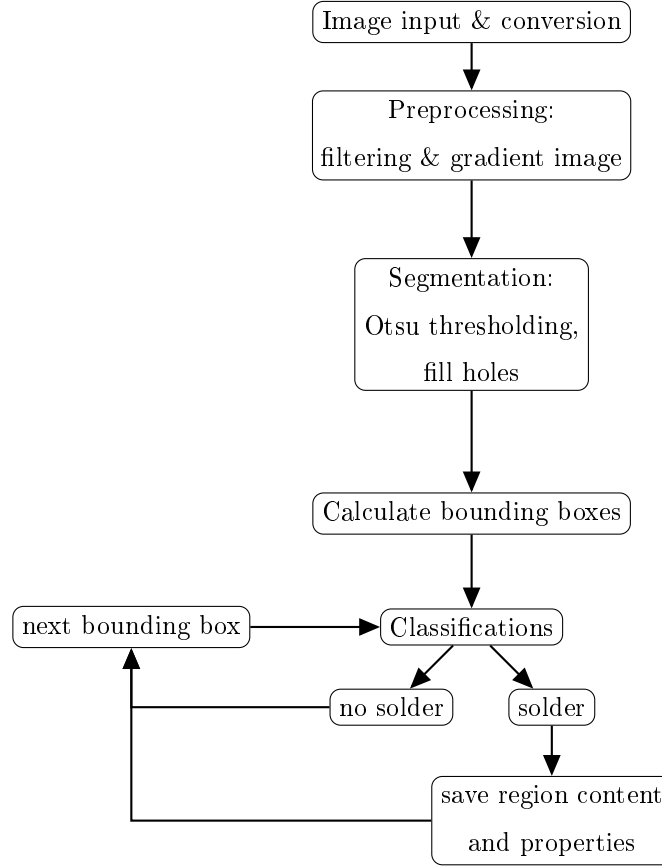 Image input & conversion
Preprocessing:
filtering & gradient image
Segmentation:
Otsu thresholding,
fill holes
Calculate bounding boxes
next bounding box
Classifications
no solder
solder
save region content
and properties